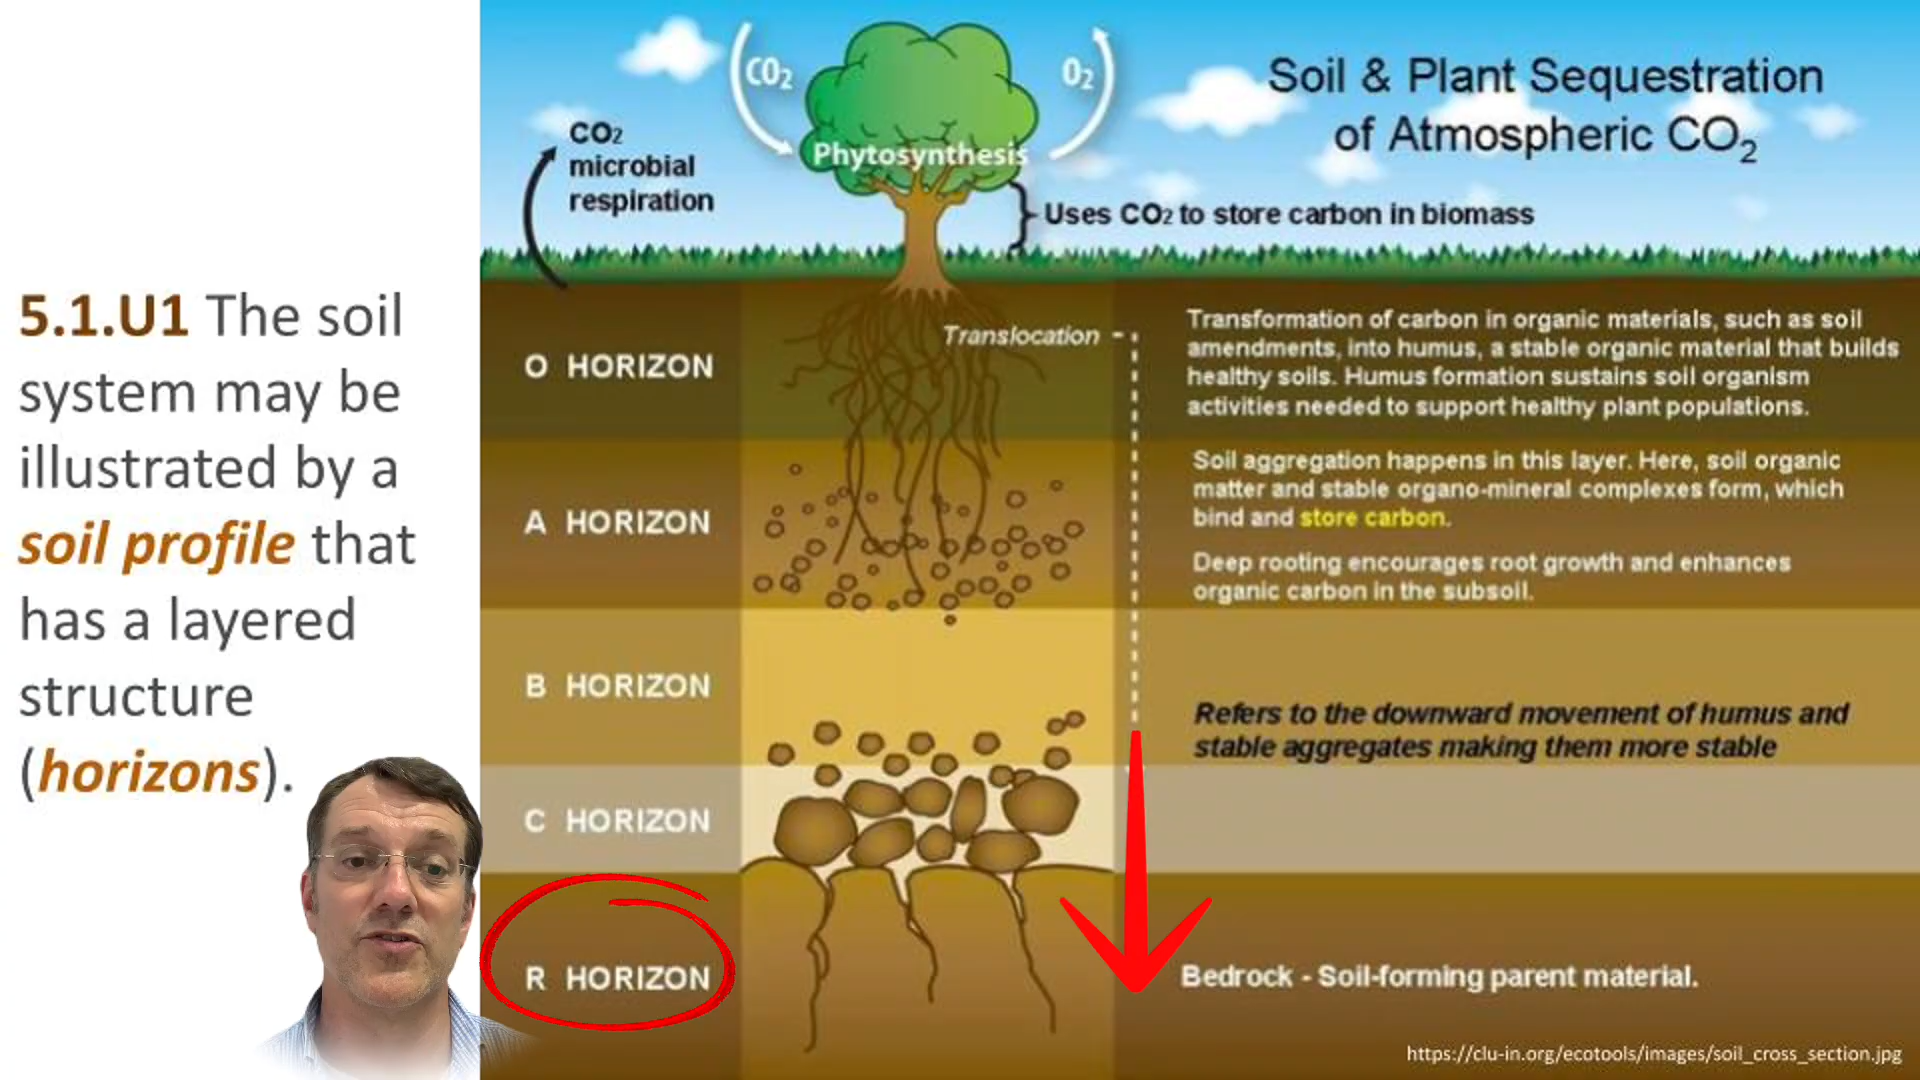 5.1.U1 The soil
system may be
illustrated by a
soil profile that
has a layered
structure
(horizons).
CO2
O2
Phytosynthesis
CO2
microbial
respiration
Soil & Plant Sequestration
of Atmospheric CO2
Uses CO2 to store carbon in biomass
Translocation
O HORIZON
Transformation of carbon in organic materials, such as soil
amendments, into humus, a stable organic material that builds
healthy soils. Humus formation sustains soil organism
activities needed to support healthy plant populations.
A HORIZON
Soil aggregation happens in this layer. Here, soil organic
matter and stable organo-mineral complexes form, which
bind and store carbon.
Deep rooting encourages root growth and enhances
organic carbon in the subsoil.
B HORIZON
Refers to the downward movement of humus and
stable aggregates making them more stable
C HORIZON
R HORIZON
Bedrock - Soil-forming parent material.
https://clu-in.org/ecotools/images/soil_cross_section.jpg